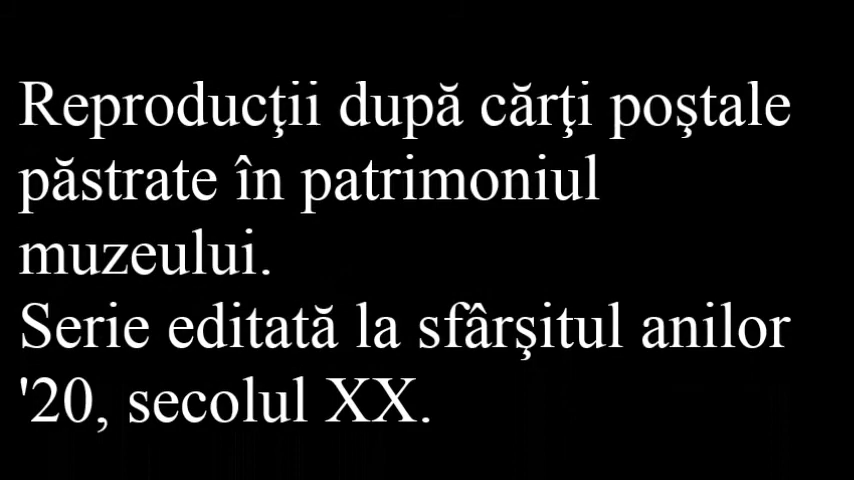 Reproducţii după cărţi poştale
păstrate în patrimoniul
muzeului.
Serie editată la sfârşitul anilor
'20, secolul XX.